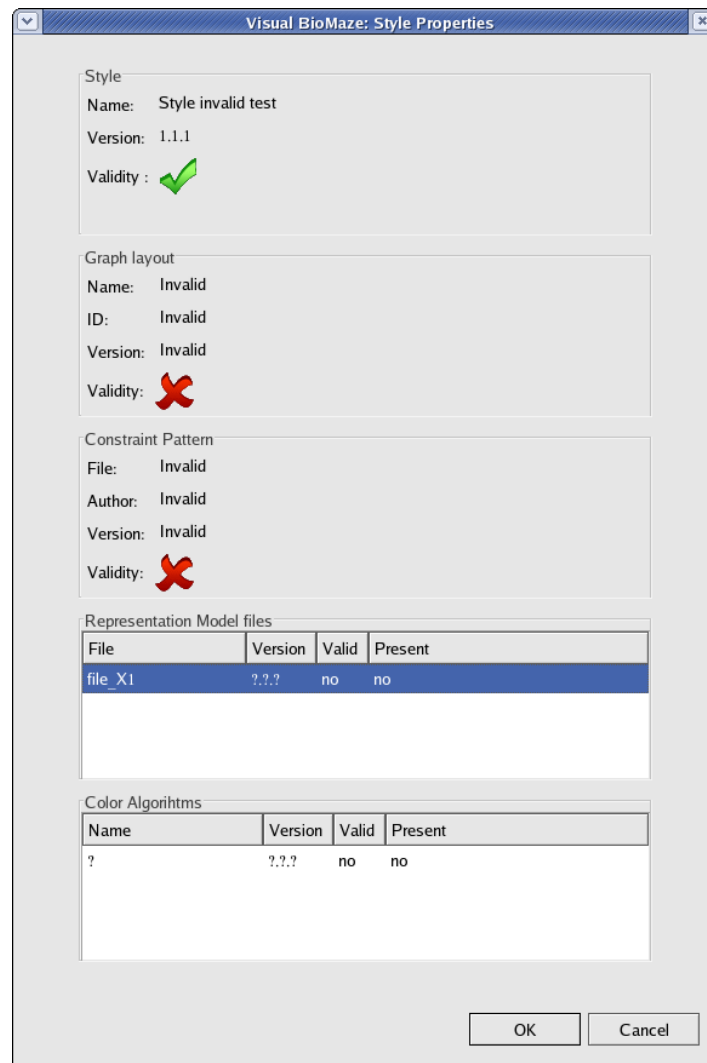 Visual BioMaze: Style Properties
Style
Name: Style invalid test
Version: 1.1.1
Validity :
Graph layout
Name: Invalid
ID: Invalid
Version: Invalid
Validity:
Constraint Pattern
File: Invalid
Author: Invalid
Version: Invalid
Validity:
Representation Model files
File Version Valid Present
file_X1 ?.?.? no no
Color Algorihtms
Name Version Valid Present
? ?.?.? no no
OK Cancel